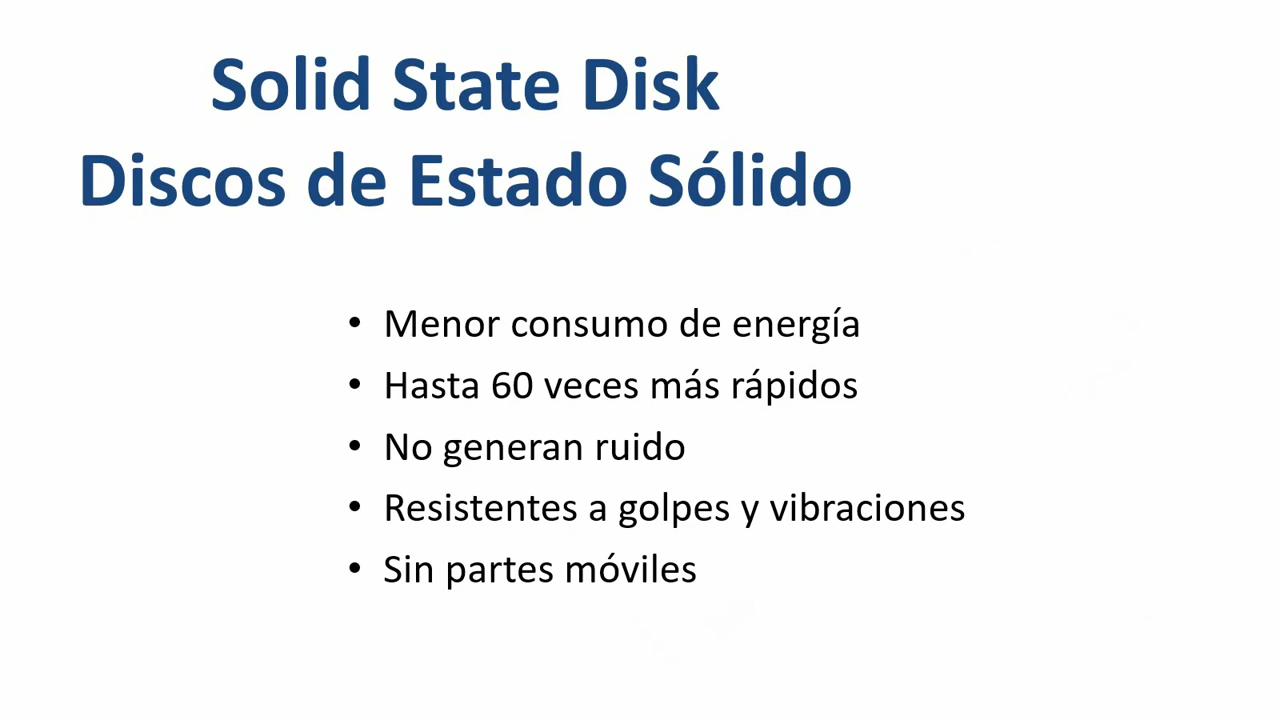 Solid State Disk
Discos de Estado Sólido
• Menor consumo de energía
• Hasta 60 veces más rápidos
• No generan ruido
• Resistentes a golpes y vibraciones
• Sin partes móviles